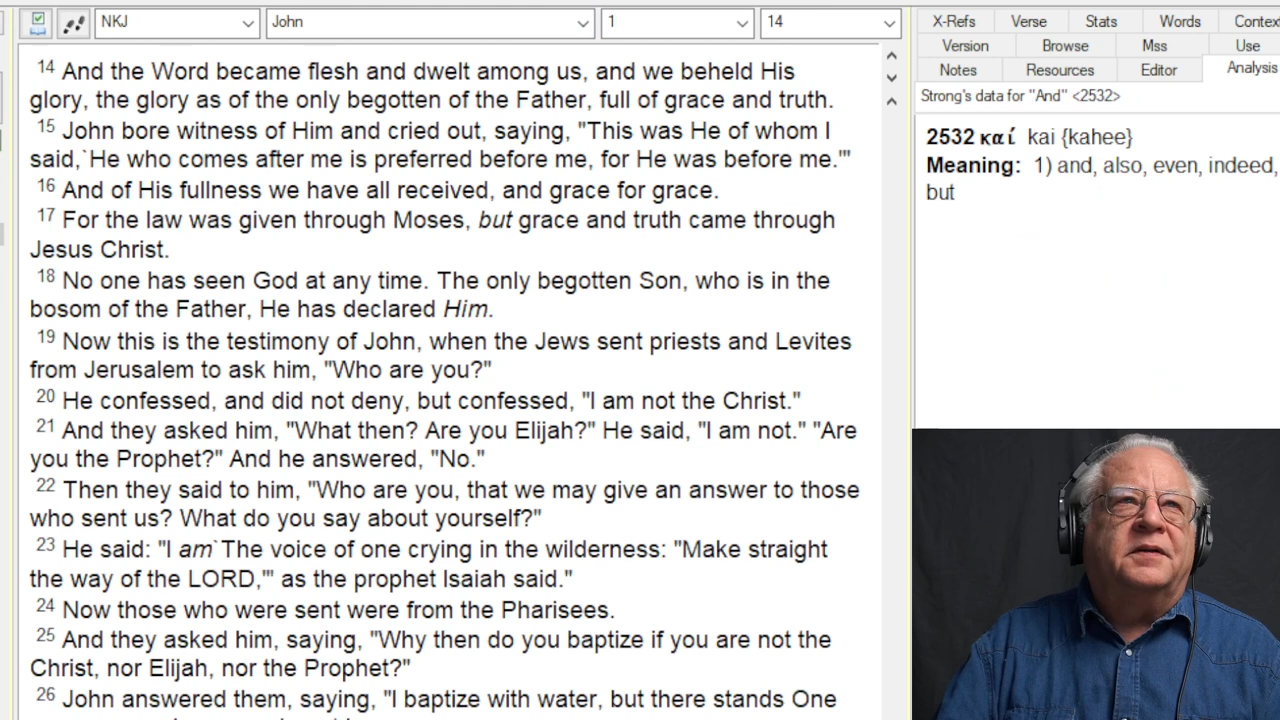 NKJ John 1 14
14 And the Word became flesh and dwelt among us, and we beheld His
glory, the glory as of the only begotten of the Father, full of grace and truth.
15 John bore witness of Him and cried out, saying, "This was He of whom I
said,`He who comes after me is preferred before me, for He was before me.'"
16 And of His fullness we have all received, and grace for grace.
17 For the law was given through Moses, but grace and truth came through
Jesus Christ.
18 No one has seen God at any time. The only begotten Son, who is in the
bosom of the Father, He has declared Him.
19 Now this is the testimony of John, when the Jews sent priests and Levites
from Jerusalem to ask him, "Who are you?"
20 He confessed, and did not deny, but confessed, "I am not the Christ."
21 And they asked him, "What then? Are you Elijah?" He said, "I am not." "Are
you the Prophet?" And he answered, "No."
22 Then they said to him, "Who are you, that we may give an answer to those
who sent us? What do you say about yourself?"
23 He said: "I am`The voice of one crying in the wilderness: "Make straight
the way of the LORD,"' as the prophet Isaiah said."
24 Now those who were sent were from the Pharisees.
25 And they asked him, saying, "Why then do you baptize if you are not the
Christ, nor Elijah, nor the Prophet?"
26 John answered them, saying, "I baptize with water, but there stands One
X-Refs Verse Stats Words Contex
Version Browse Mss Use
Notes Resources Editor Analysis
Strong's data for "And" <2532>
2532 καί kai {kahee}
Meaning: 1) and, also, even, indeed,
but